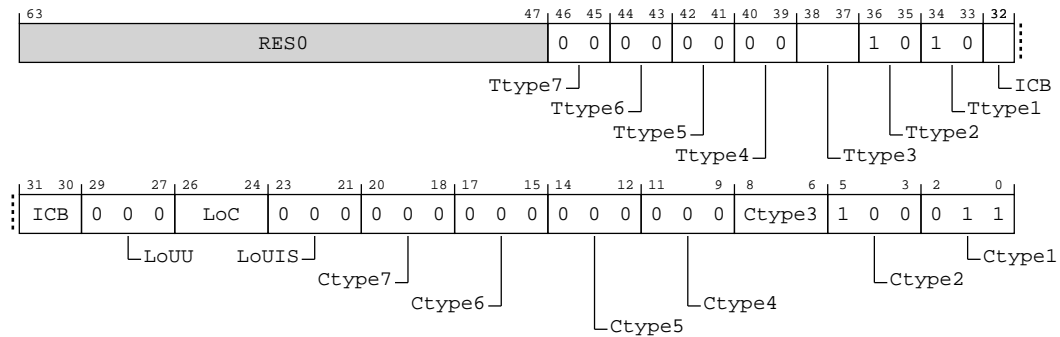 63 47 46 45 44 43 42 41 40 39 38 37 36 35 34 33 32
RES0 0 0 0 0 0 0 0 0 1 0 1 0
Ttype7 ICB
Ttype6 Ttype1
Ttype5 Ttype2
Ttype4 Ttype3
31 30 29 27 26 24 23 21 20 18 17 15 14 12 11 9 8 6 5 3 2 0
ICB 0 0 0 LoC 0 0 0 0 0 0 0 0 0 0 0 0 0 0 0 Ctype3 1 0 0 0 1 1
LoUU LoUIS Ctype1
Ctype7 Ctype2
Ctype6 Ctype4
Ctype5